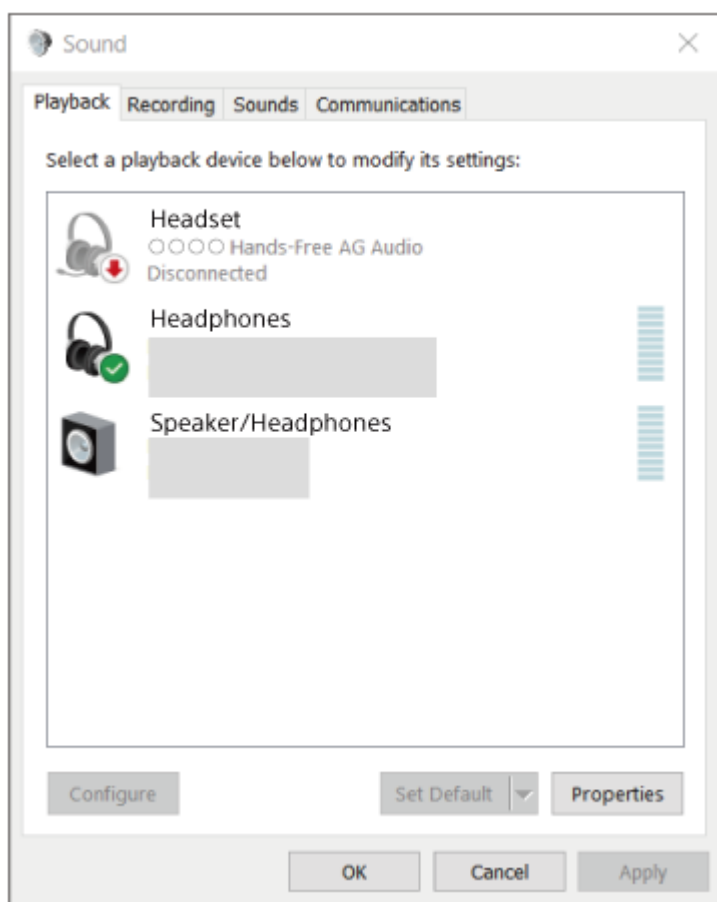 Sound
Playback Recording Sounds Communications
Select a playback device below to modify its settings:
Headset
○○○○ Hands-Free AG Audio
Disconnected
Headphones
Speaker/Headphones
Configure Set Default Properties
OK Cancel Apply